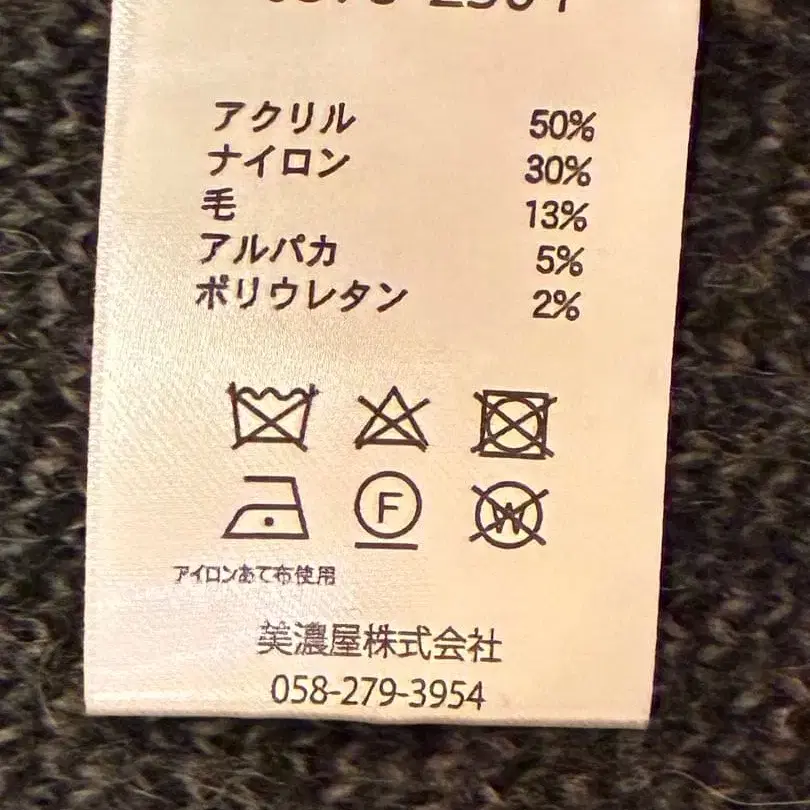 アクリル 50%
ナイロン 30%
毛 13%
アルパカ 5%
ポリウレタン 2%
F W
アイロンあて布使用
美濃屋株式会社
058-279-3954